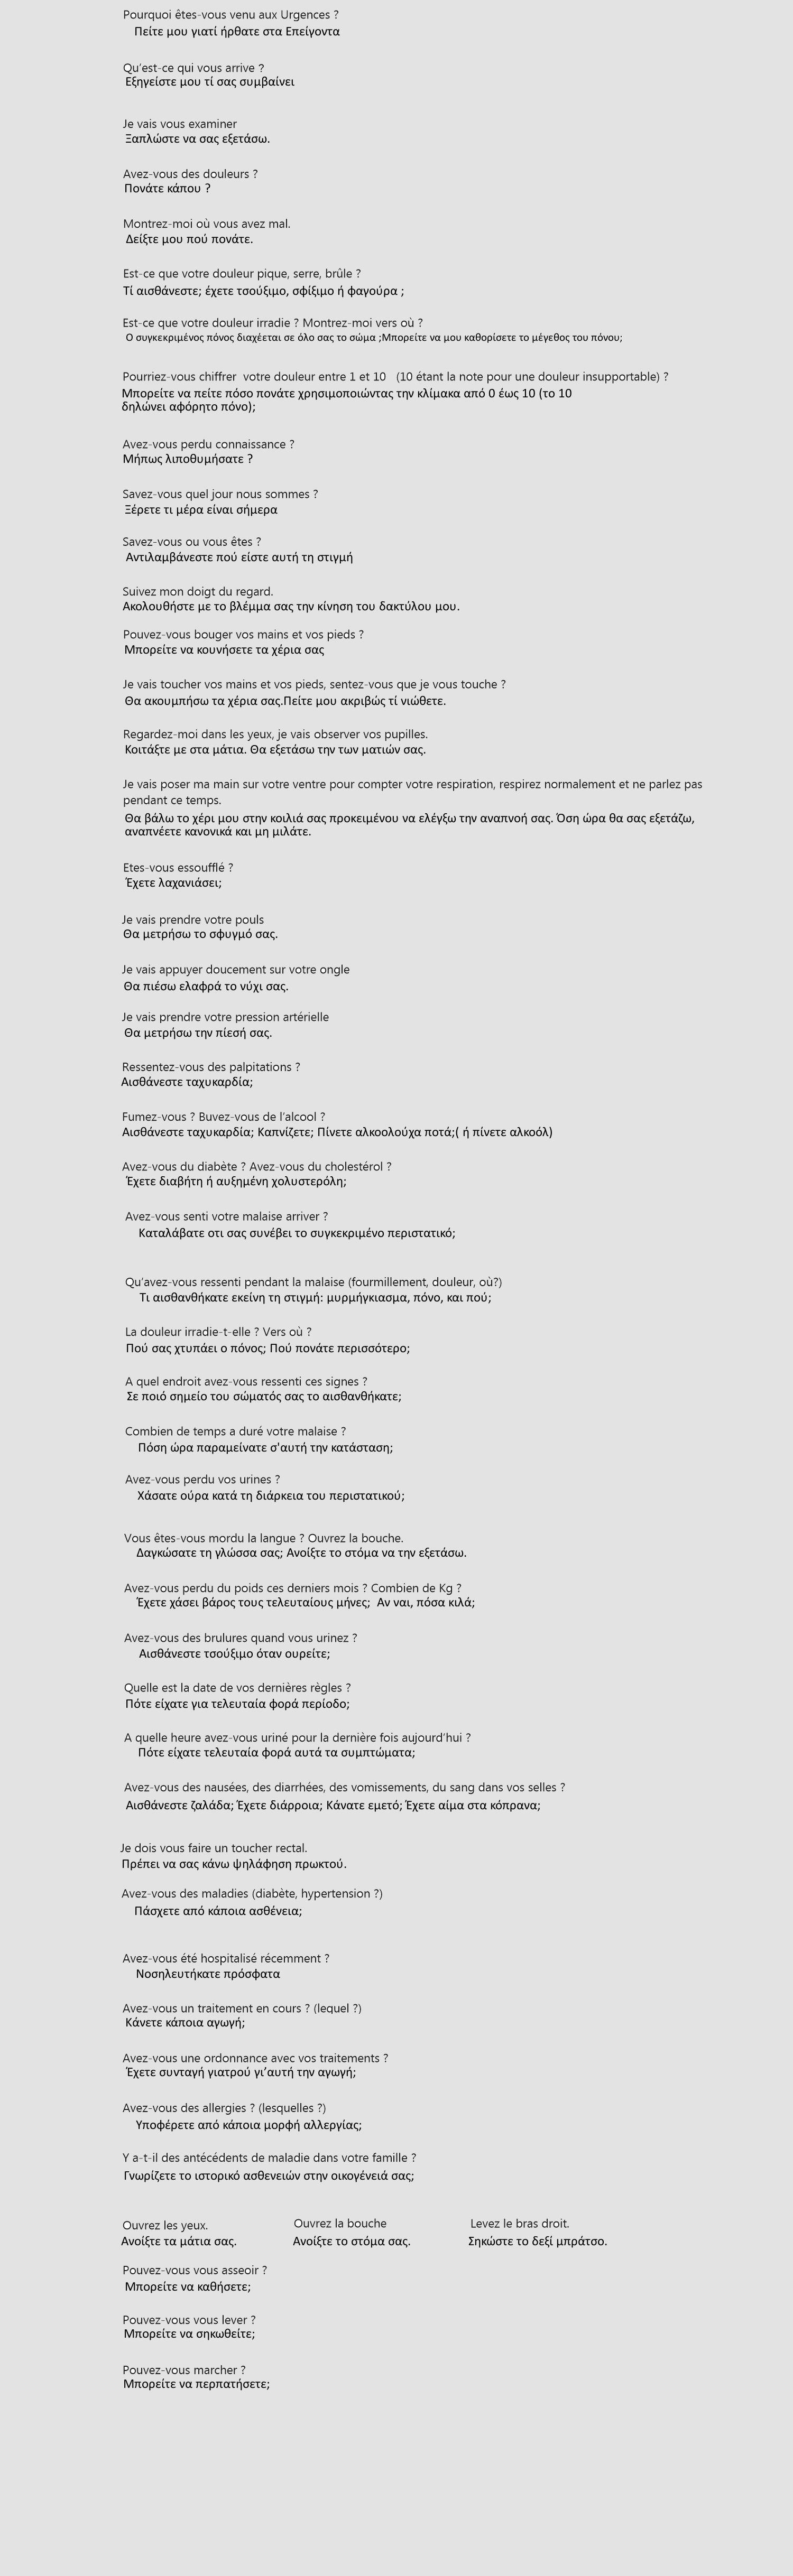 Pourquoi êtes-vous venu aux Urgences ?
Πείτε μου γιατί ήρθατε στα Επείγοντα
Qu’est-ce qui vous arrive ?
Εξηγείστε μου τί σας συμβαίνει
Je vais vous examiner
Ξαπλώστε να σας εξετάσω.
Avez-vous des douleurs ?
Πονάτε κάπου ?
Montrez-moi où vous avez mal.
Δείξτε μου πού πονάτε.
Est-ce que votre douleur pique, serre, brûle ?
Τί αισθάνεστε; έχετε τσούξιμο, σφίξιμο ή φαγούρα ;
Est-ce que votre douleur irradie ? Montrez-moi vers où ?
Ο συγκεκριμένος πόνος διαχέεται σε όλο σας το σώμα ;Μπορείτε να μου καθορίσετε το μέγεθος του πόνου;
Pourriez-vous chiffrer votre douleur entre 1 et 10 (10 étant la note pour une douleur insupportable) ?
Μπορείτε να πείτε πόσο πονάτε χρησιμοποιώντας την κλίμακα από 0 έως 10 (το 10
δηλώνει αφόρητο πόνο);
Avez-vous perdu connaissance ?
Μήπως λιποθυμήσατε ?
Savez-vous quel jour nous sommes ?
Ξέρετε τι μέρα είναι σήμερα
Savez-vous ou vous êtes ?
Αντιλαμβάνεστε πού είστε αυτή τη στιγμή
Suivez mon doigt du regard.
Ακολουθήστε με το βλέμμα σας την κίνηση του δακτύλου μου.
Pouvez-vous bouger vos mains et vos pieds ?
Μπορείτε να κουνήσετε τα χέρια σας
Je vais toucher vos mains et vos pieds, sentez-vous que je vous touche ?
Θα ακουμπήσω τα χέρια σας.Πείτε μου ακριβώς τί νιώθετε.
Regardez-moi dans les yeux, je vais observer vos pupilles.
Κοιτάξτε με στα μάτια. Θα εξετάσω την των ματιών σας.
Je vais poser ma main sur votre ventre pour compter votre respiration, respirez normalement et ne parlez pas
pendant ce temps.
Θα βάλω το χέρι μου στην κοιλιά σας προκειμένου να ελέγξω την αναπνοή σας. Όση ώρα θα σας εξετάζω,
αναπνέετε κανονικά και μη μιλάτε.
Etes-vous essoufflé ?
Έχετε λαχανιάσει;
Je vais prendre votre pouls
Θα μετρήσω το σφυγμό σας.
Je vais appuyer doucement sur votre ongle
Θα πιέσω ελαφρά το νύχι σας.
Je vais prendre votre pression artérielle
Θα μετρήσω την πίεσή σας.
Ressentez-vous des palpitations ?
Αισθάνεστε ταχυκαρδία;
Fumez-vous ? Buvez-vous de l’alcool ?
Αισθάνεστε ταχυκαρδία; Καπνίζετε; Πίνετε αλκοολούχα ποτά;( ή πίνετε αλκοόλ)
Avez-vous du diabète ? Avez-vous du cholestérol ?
Έχετε διαβήτη ή αυξημένη χολυστερόλη;
Avez-vous senti votre malaise arriver ?
Καταλάβατε οτι σας συνέβει το συγκεκριμένο περιστατικό;
Qu’avez-vous ressenti pendant la malaise (fourmillement, douleur, où?)
Τι αισθανθήκατε εκείνη τη στιγμή: μυρμήγκιασμα, πόνο, και πού;
La douleur irradie-t-elle ? Vers où ?
Πού σας χτυπάει ο πόνος; Πού πονάτε περισσότερο;
A quel endroit avez-vous ressenti ces signes ?
Σε ποιό σημείο του σώματός σας το αισθανθήκατε;
Combien de temps a duré votre malaise ?
Πόση ώρα παραμείνατε σ'αυτή την κατάσταση;
Avez-vous perdu vos urines ?
Χάσατε ούρα κατά τη διάρκεια του περιστατικού;
Vous êtes-vous mordu la langue ? Ouvrez la bouche.
Δαγκώσατε τη γλώσσα σας; Ανοίξτε το στόμα να την εξετάσω.
Avez-vous perdu du poids ces derniers mois ? Combien de Kg ?
Έχετε χάσει βάρος τους τελευταίους μήνες; Αν ναι, πόσα κιλά;
Avez-vous des brulures quand vous urinez ?
Αισθάνεστε τσούξιμο όταν ουρείτε;
Quelle est la date de vos dernières règles ?
Πότε είχατε για τελευταία φορά περίοδο;
A quelle heure avez-vous uriné pour la dernière fois aujourd’hui ?
Πότε είχατε τελευταία φορά αυτά τα συμπτώματα;
Avez-vous des nausées, des diarrhées, des vomissements, du sang dans vos selles ?
Αισθάνεστε ζαλάδα; Έχετε διάρροια; Κάνατε εμετό; Έχετε αίμα στα κόπρανα;
Je dois vous faire un toucher rectal.
Πρέπει να σας κάνω ψηλάφηση πρωκτού.
Avez-vous des maladies (diabète, hypertension ?)
Πάσχετε από κάποια ασθένεια;
Avez-vous été hospitalisé récemment ?
Νοσηλευτήκατε πρόσφατα
Avez-vous un traitement en cours ? (lequel ?)
Κάνετε κάποια αγωγή;
Avez-vous une ordonnance avec vos traitements ?
Έχετε συνταγή γιατρού γι’αυτή την αγωγή;
Avez-vous des allergies ? (lesquelles ?)
Υποφέρετε από κάποια μορφή αλλεργίας;
Y a-t-il des antécédents de maladie dans votre famille ?
Γνωρίζετε το ιστορικό ασθενειών στην οικογένειά σας;
Ouvrez les yeux. Ouvrez la bouche Levez le bras droit.
Ανοίξτε τα μάτια σας. Ανοίξτε το στόμα σας. Σηκώστε το δεξί μπράτσο.
Pouvez-vous vous asseoir ?
Μπορείτε να καθήσετε;
Pouvez-vous vous lever ?
Μπορείτε να σηκωθείτε;
Pouvez-vous marcher ?
Μπορείτε να περπατήσετε;